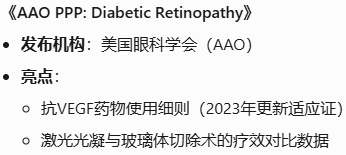 《AAO PPP: Diabetic Retinopathy》
• 发布机构：美国眼科学会（AAO）
• 亮点：
○ 抗VEGF药物使用细则（2023年更新适应证）
○ 激光光凝与玻璃体切除术的疗效对比数据